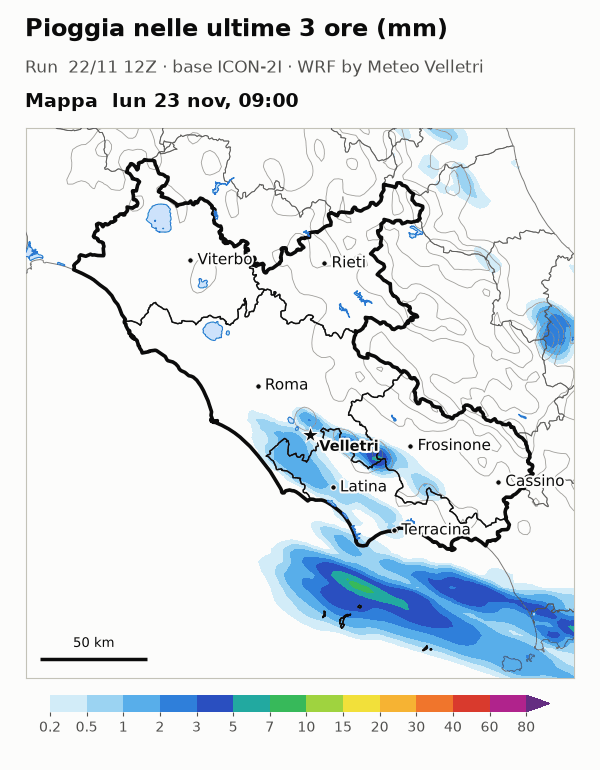 Pioggia nelle ultime 3 ore (mm)
Run  22/11 12Z · base ICON-2I · WRF by Meteo Velletri
Mappa  lun 23 nov, 09:00
Viterbo
Rieti
Roma
Velletri
Frosinone
Latina
Cassino
Terracina
50 km
0.2 0.5 1 2 3 5 7 10 15 20 30 40 60 80